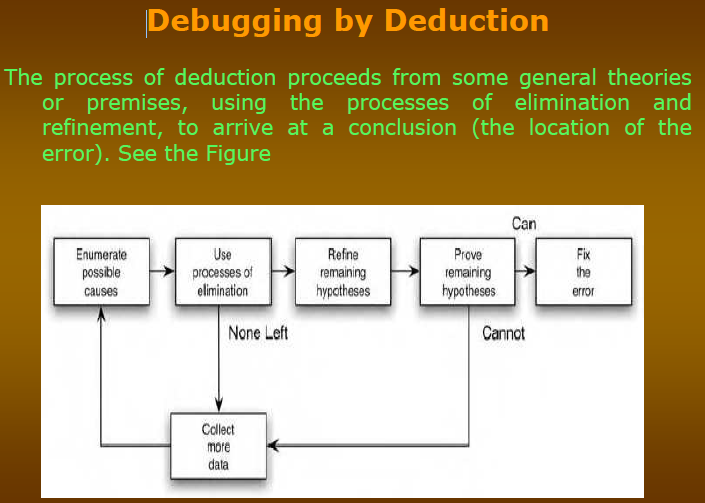 Debugging by Deduction
The process of deduction proceeds from some general theories
or premises, using the processes of elimination and
refinement, to arrive at a conclusion (the location of the
error). See the Figure
Can
Enumerate
possible
causes
Use
processes of
elimination
Refine
remaining
hypotheses
Prove
remaining
hypotheses
Fix
the
error
None Left
Cannot
Collect
more
data